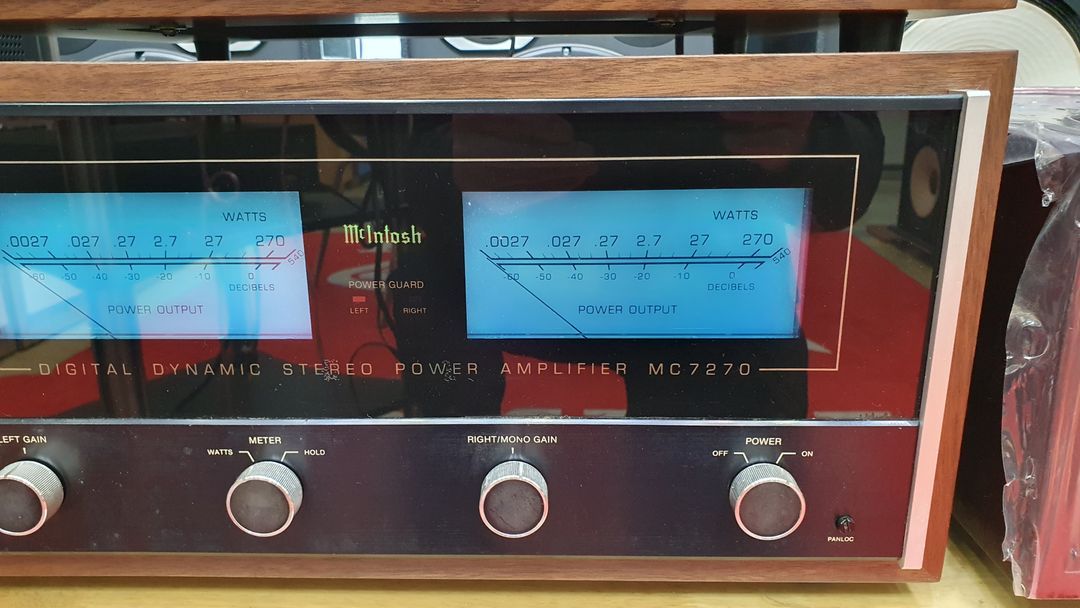 WATTS
.0027 .027 .27 2.7 27 270
540
-60 -50 -40 -30 -20 -10 0
DECIBELS
POWER OUTPUT
McIntosh
POWER GUARD
LEFT RIGHT
WATTS
.0027 .027 .27 2.7 27 270
540
-60 -50 -40 -30 -20 -10 0
DECIBELS
POWER OUTPUT
DIGITAL DYNAMIC STEREO POWER AMPLIFIER MC7270
LEFT GAIN
METER
WATTS HOLD
RIGHT/MONO GAIN
POWER
OFF ON
PANLOC